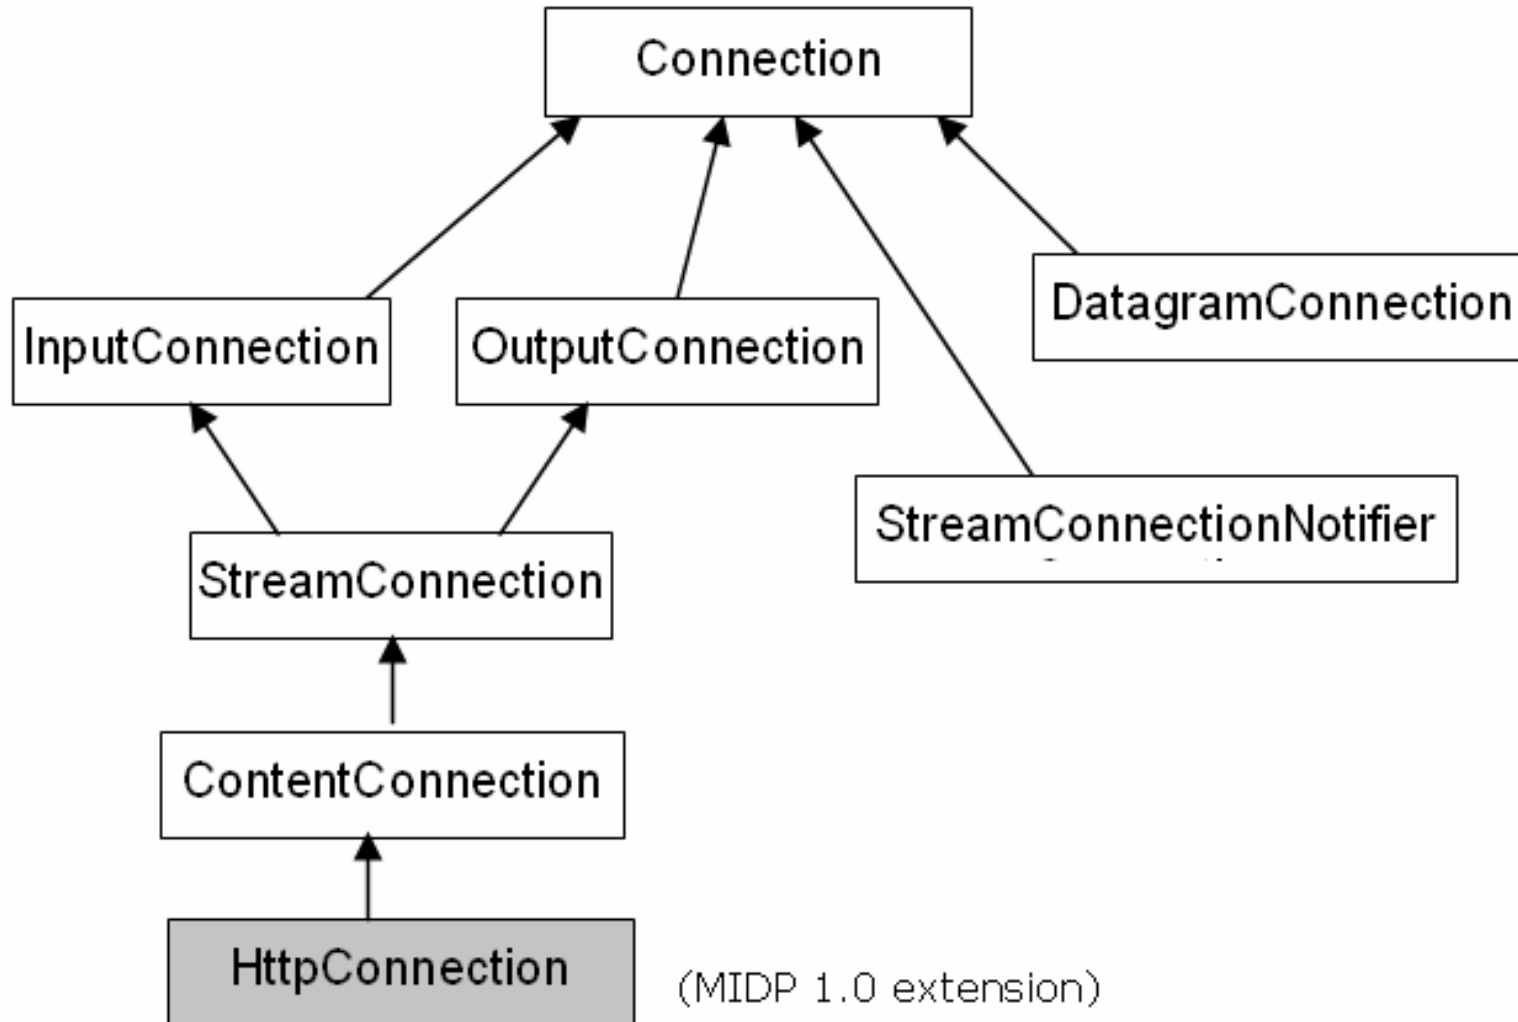 Connection
DatagramConnection
InputConnection
OutputConnection
StreamConnectionNotifier
StreamConnection
ContentConnection
HttpConnection
(MIDP 1.0 extension)